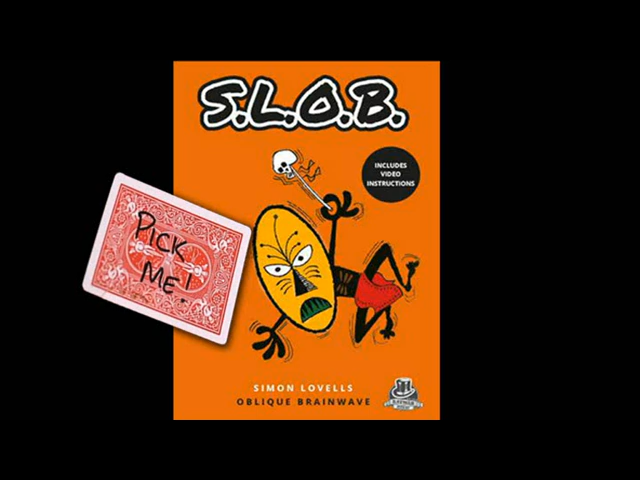 S.L.O.B.
INCLUDES
VIDEO
INSTRUCTIONS
PICK
ME!
SIMON LOVELLS
OBLIQUE BRAINWAVE